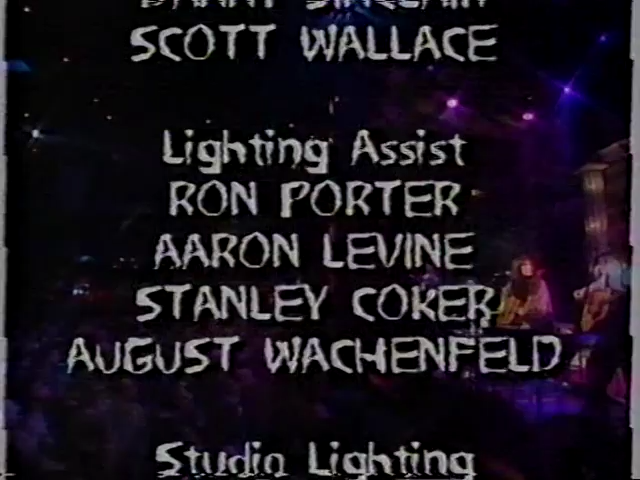 SCOTT WALLACE
Lighting Assist
RON PORTER
AARON LEVINE
STANLEY COKER
AUGUST WACHENFELD
Studio Lighting